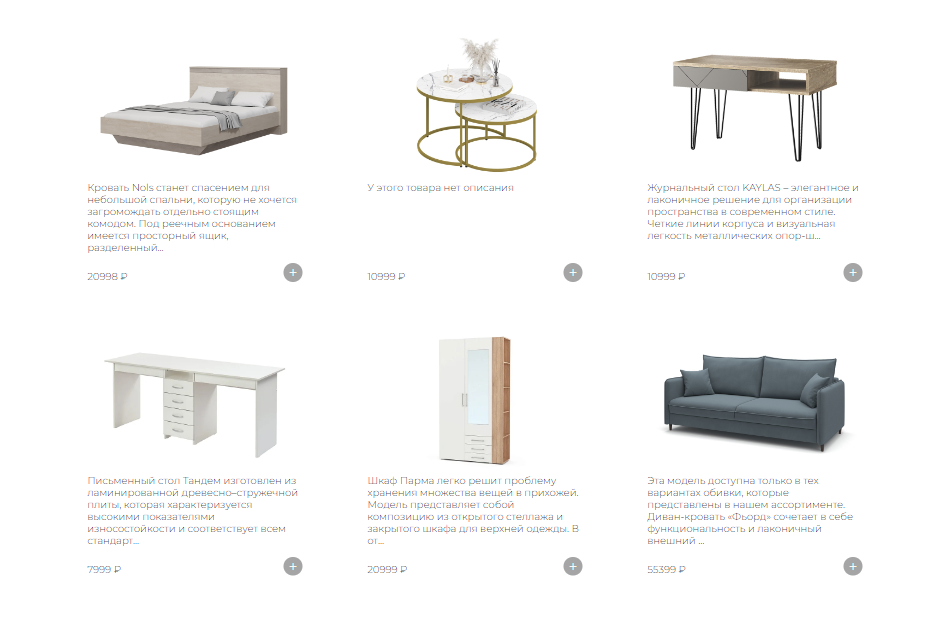 Кровать Nols станет спасением для
небольшой спальни, которую не хочется
загромождать отдельно стоящим
комодом. Под реечным основанием
имеется просторный ящик,
разделенный...
20998 ₽
+
У этого товара нет описания
10999 ₽
+
Журнальный стол KAYLAS – элегантное и
лаконичное решение для организации
пространства в современном стиле.
Четкие линии корпуса и визуальная
легкость металлических опор-ш...
10999 ₽
+
Письменный стол Тандем изготовлен из
ламинированной древесно-стружечной
плиты, которая характеризуется
высокими показателями
износостойкости и соответствует всем
стандарт...
7999 ₽
+
Шкаф Парма легко решит проблему
хранения множества вещей в прихожей.
Модель представляет собой
композицию из открытого стеллажа и
закрытого шкафа для верхней одежды. В
от...
20999 ₽
+
Эта модель доступна только в тех
вариантах обивки, которые
представлены в нашем ассортименте.
Диван-кровать «Фьорд» сочетает в себе
функциональность и лаконичный
внешний ...
55399 ₽
+